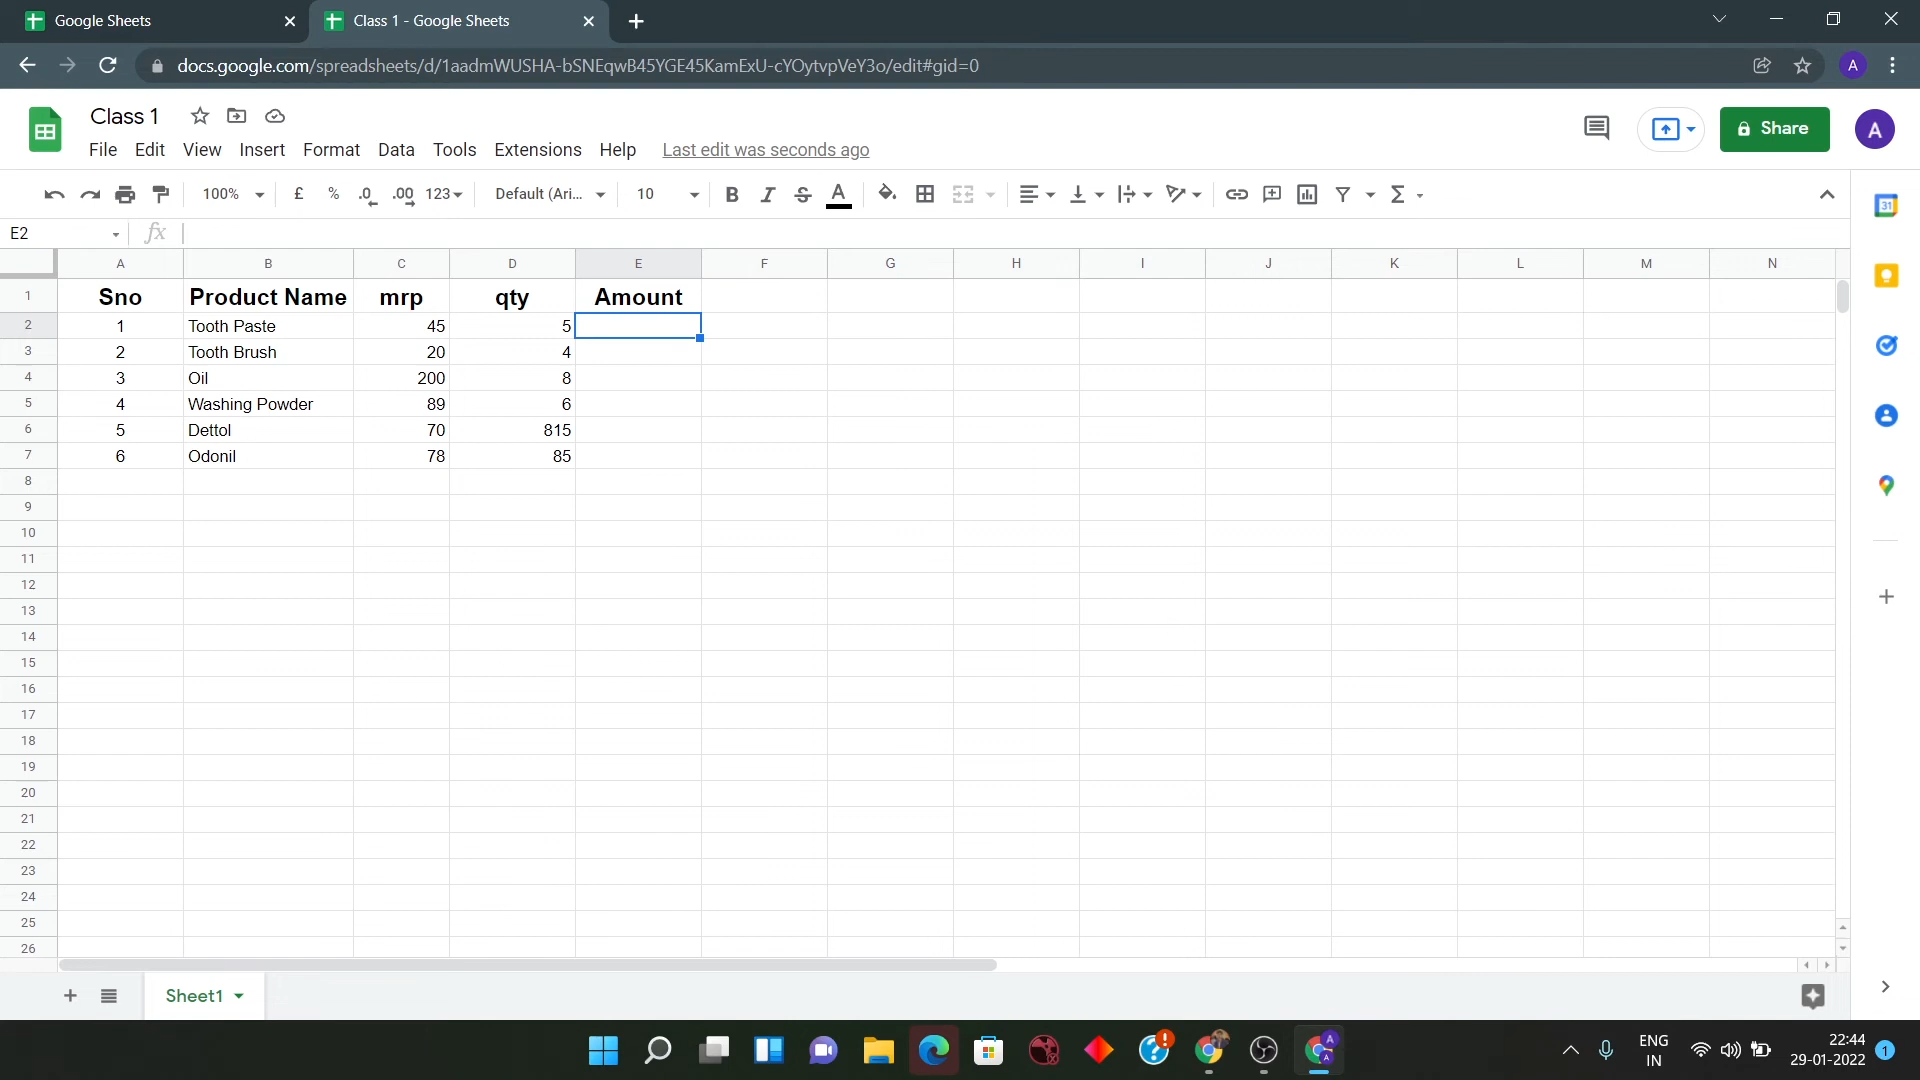 Google Sheets
Class 1 - Google Sheets
docs.google.com/spreadsheets/d/1aadmWUSHA-bSNEqwB45YGE45KamExU-cYOytvpVeY3o/edit#gid=0
A
Class 1
File Edit View Insert Format Data Tools Extensions Help Last edit was seconds ago
Share
A
100% £ % .0 .00 123 Default (Ari... 10 B I S A Σ
31
E2 fx
A B C D E F G H I J K L M N
1 Sno Product Name mrp qty Amount
2 1 Tooth Paste 45 5
3 2 Tooth Brush 20 4
4 3 Oil 200 8
5 4 Washing Powder 89 6
6 5 Dettol 70 815
7 6 Odonil 78 85
8
9
10
11
12
13
14
15
16
17
18
19
20
21
22
23
24
25
26
Sheet1
ENG
IN
22:44
29-01-2022
1